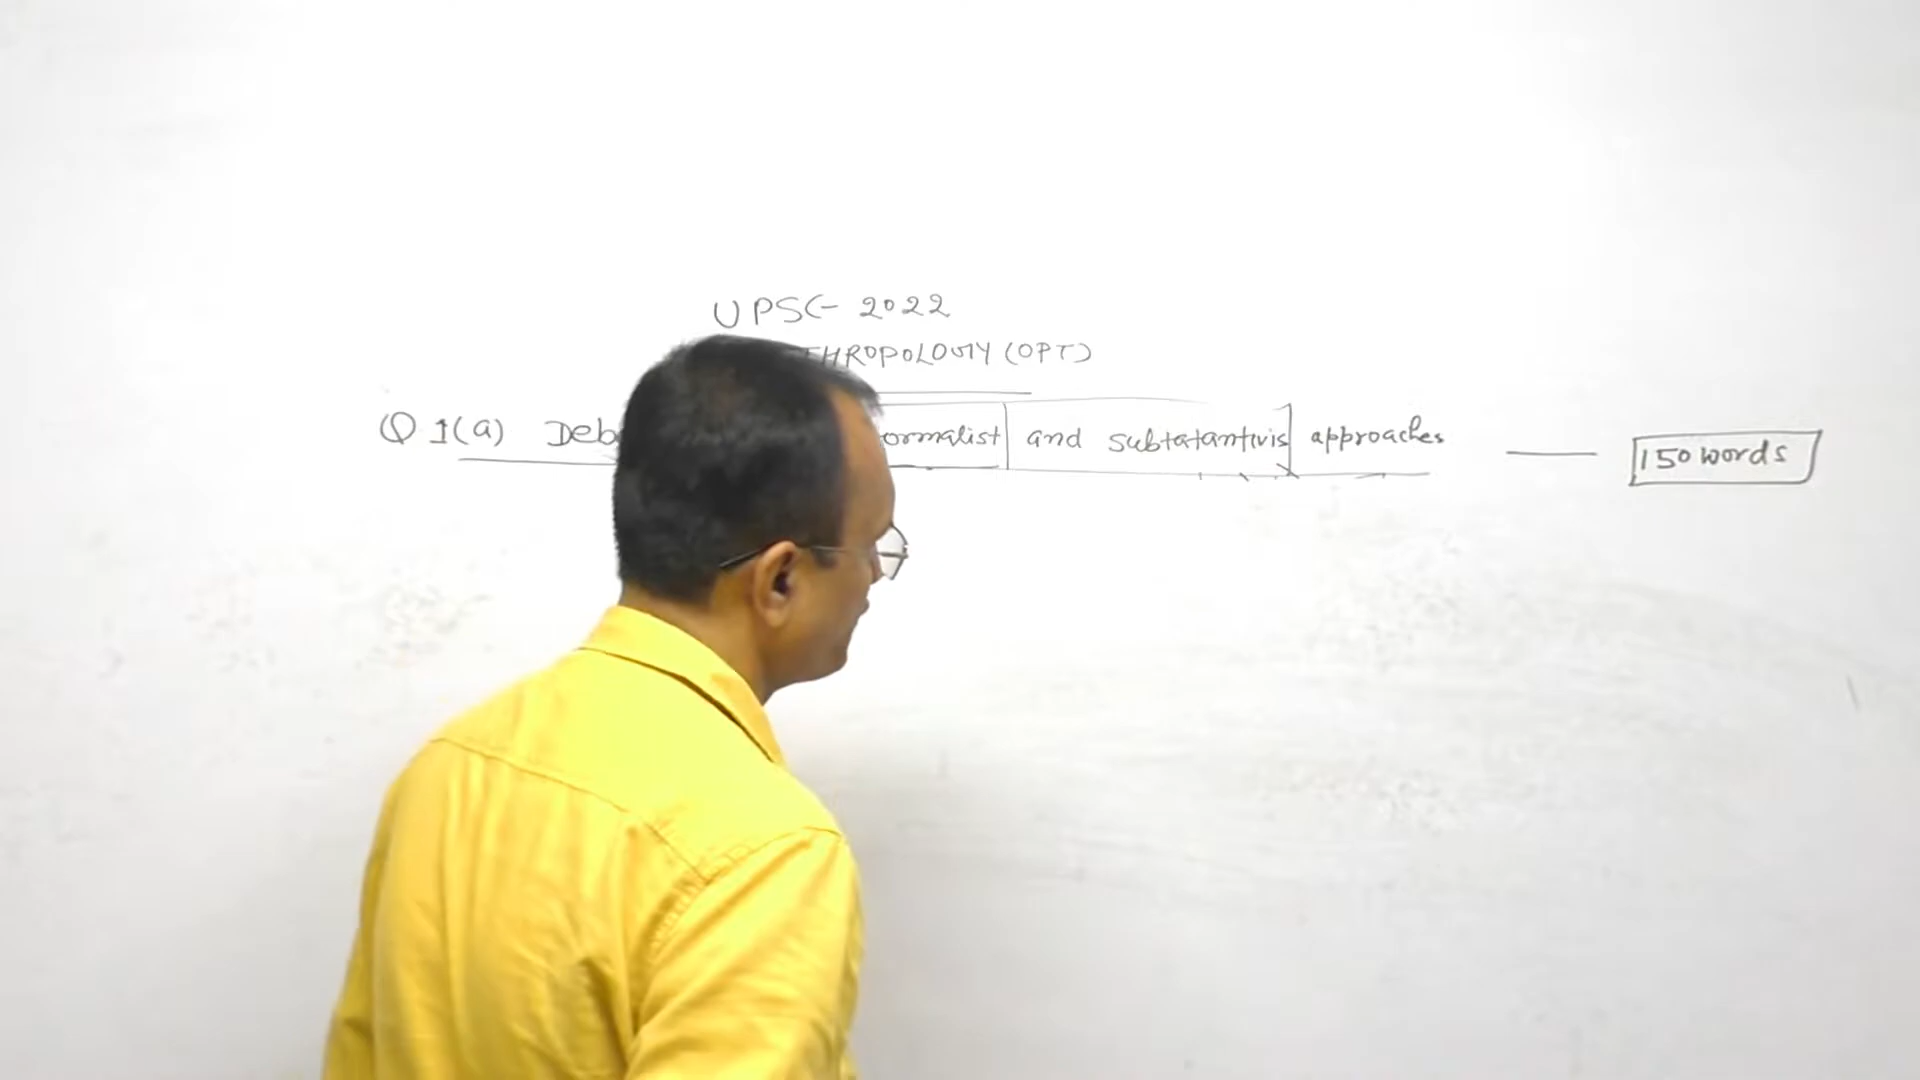 UPSC- 2022
THROPOLOGY (OPT)
Q 1(a) Deb ormalist and subtatantivis approaches — 150 words